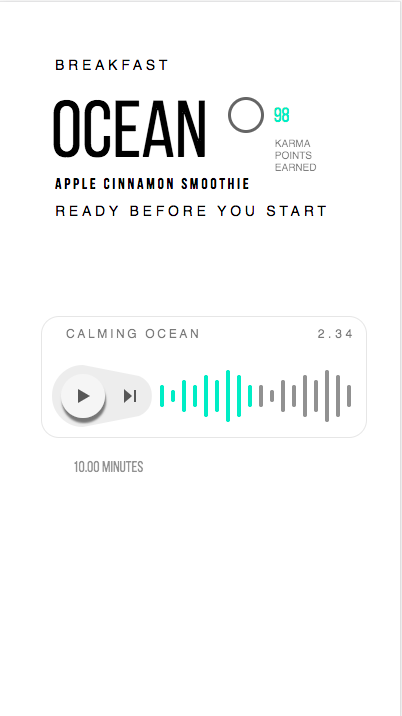 BREAKFAST
OCEAN
98
KARMA
POINTS
EARNED
APPLE CINNAMON SMOOTHIE
READY BEFORE YOU START
CALMING OCEAN
2.34
10.00 MINUTES